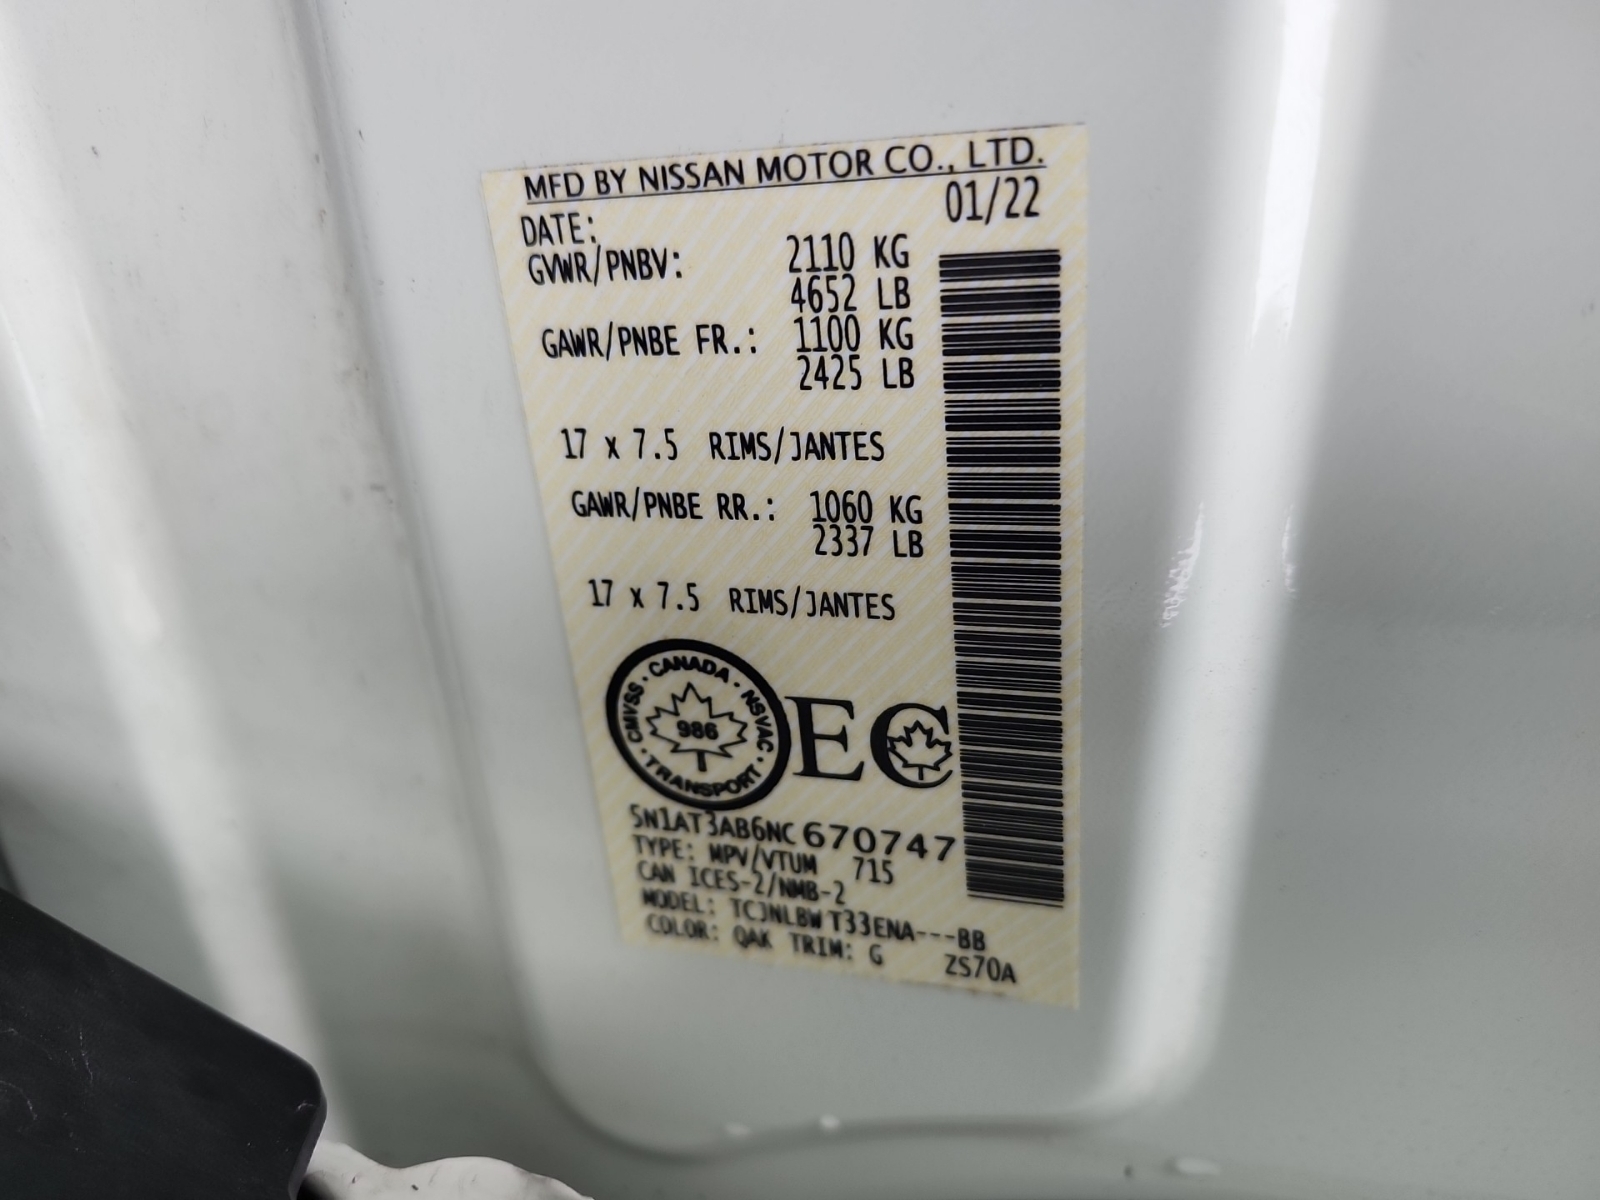 MFD BY NISSAN MOTOR CO., LTD.
DATE: 01/22
GVWR/PNBV: 2110 KG
4652 LB
GAWR/PNBE FR.: 1100 KG
2425 LB
17 x 7.5 RIMS/JANTES
GAWR/PNBE RR.: 1060 KG
2337 LB
17 x 7.5 RIMS/JANTES
CANADA · NSVAC · TRANSPORT · CMVSS ·
986
EC
5N1AT3AB6NC670747
TYPE: MPV/VTUM 715
CAN ICES-2/NMB-2
MODEL: TCJNLBW T33ENA---BB
COLOR: QAK TRIM: G ZS70A